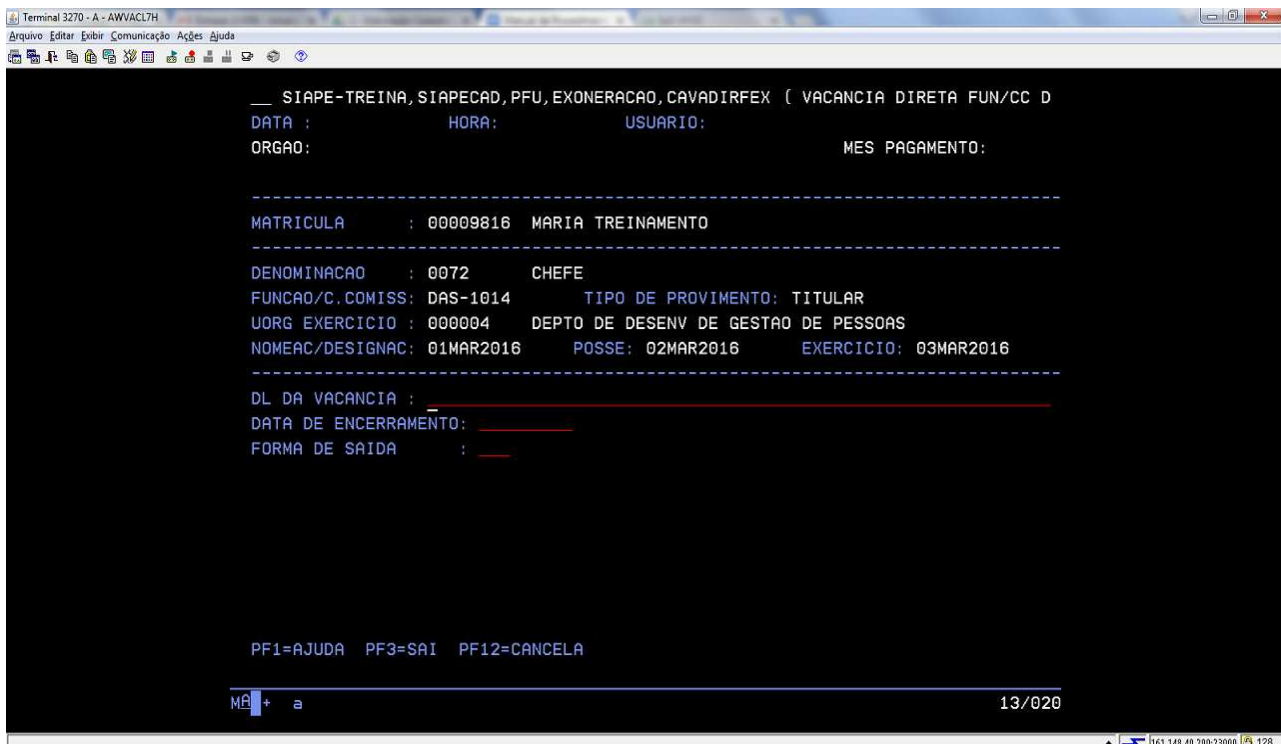 Terminal 3270 - A - AWVACL7H
Arquivo Editar Exibir Comunicação Ações Ajuda
__ SIAPE-TREINA,SIAPECAD,PFU,EXONERACAO,CAVADIRFEX ( VACANCIA DIRETA FUN/CC D
DATA : HORA: USUARIO:
ORGAO: MES PAGAMENTO:
MATRICULA : 00009816 MARIA TREINAMENTO
DENOMINACAO : 0072 CHEFE
FUNCAO/C.COMISS: DAS-1014 TIPO DE PROVIMENTO: TITULAR
UORG EXERCICIO : 000004 DEPTO DE DESENV DE GESTAO DE PESSOAS
NOMEAC/DESIGNAC: 01MAR2016 POSSE: 02MAR2016 EXERCICIO: 03MAR2016
DL DA VACANCIA :
DATA DE ENCERRAMENTO:
FORMA DE SAIDA :
PF1=AJUDA PF3=SAI PF12=CANCELA
MA + a 13/020